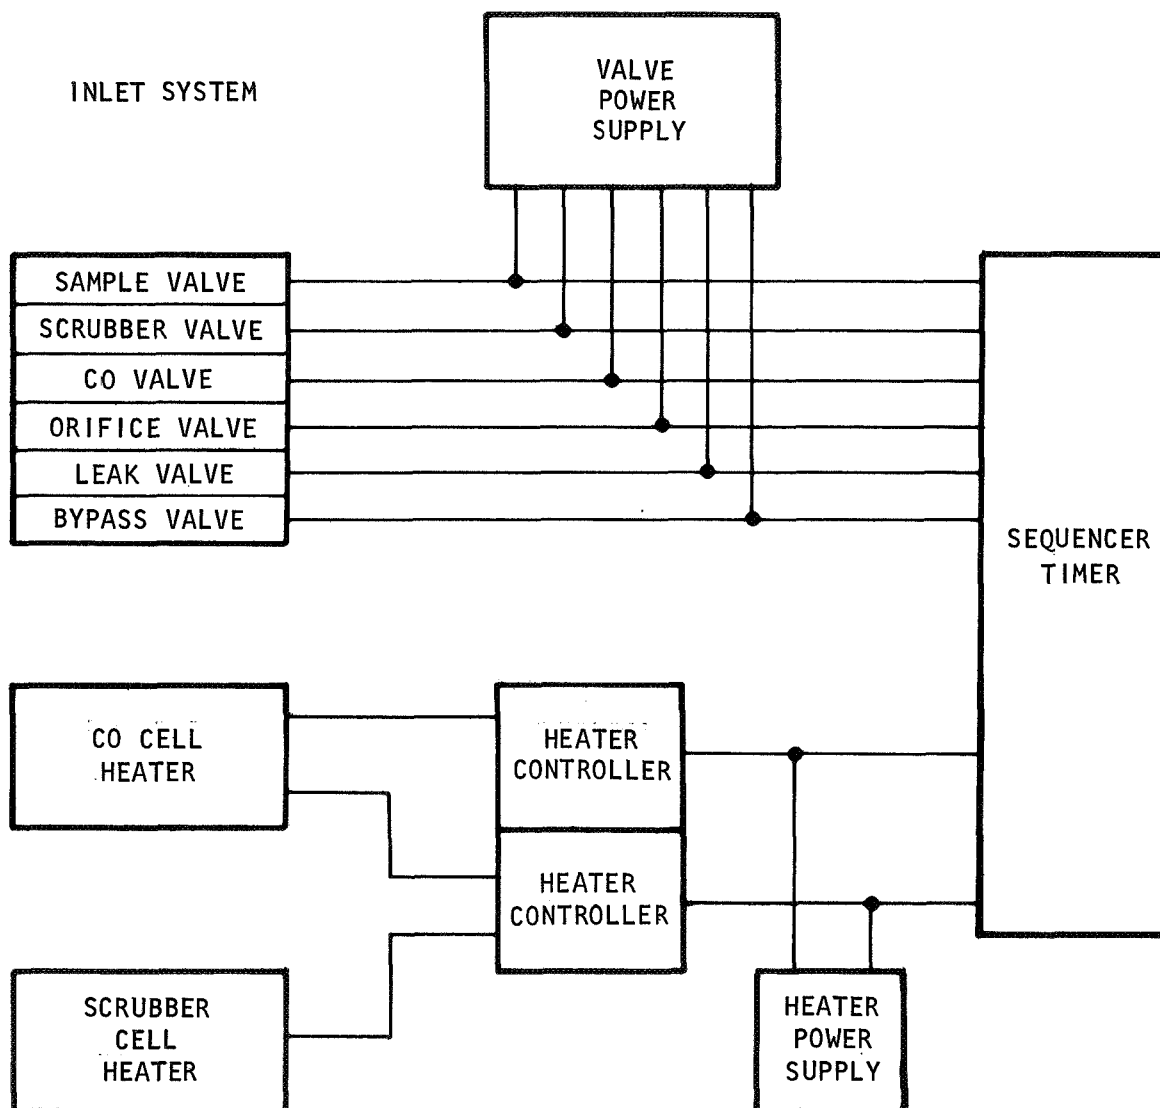 INLET SYSTEM
VALVE
POWER
SUPPLY
SAMPLE VALVE
SCRUBBER VALVE
CO VALVE
ORIFICE VALVE
LEAK VALVE
BYPASS VALVE
SEQUENCER
TIMER
CO CELL
HEATER
HEATER
CONTROLLER
HEATER
CONTROLLER
SCRUBBER
CELL
HEATER
HEATER
POWER
SUPPLY